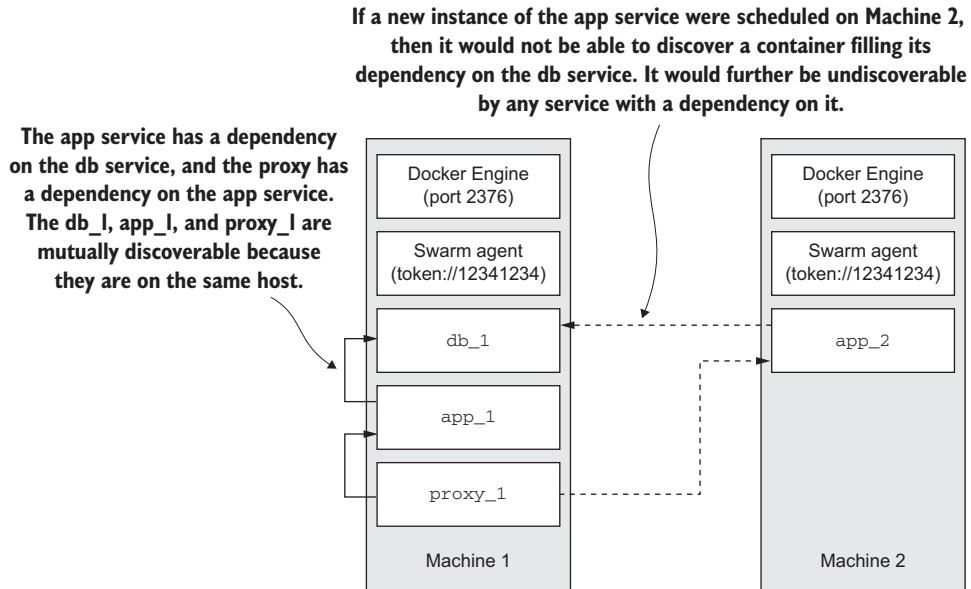 If a new instance of the app service were scheduled on Machine 2,
then it would not be able to discover a container filling its
dependency on the db service. It would further be undiscoverable
by any service with a dependency on it.
The app service has a dependency
on the db service, and the proxy has
a dependency on the app service.
The db_1, app_1, and proxy_1 are
mutually discoverable because
they are on the same host.
Docker Engine
(port 2376)
Swarm agent
(token://12341234)
db_1
app_1
proxy_1
Machine 1
Docker Engine
(port 2376)
Swarm agent
(token://12341234)
app_2
Machine 2